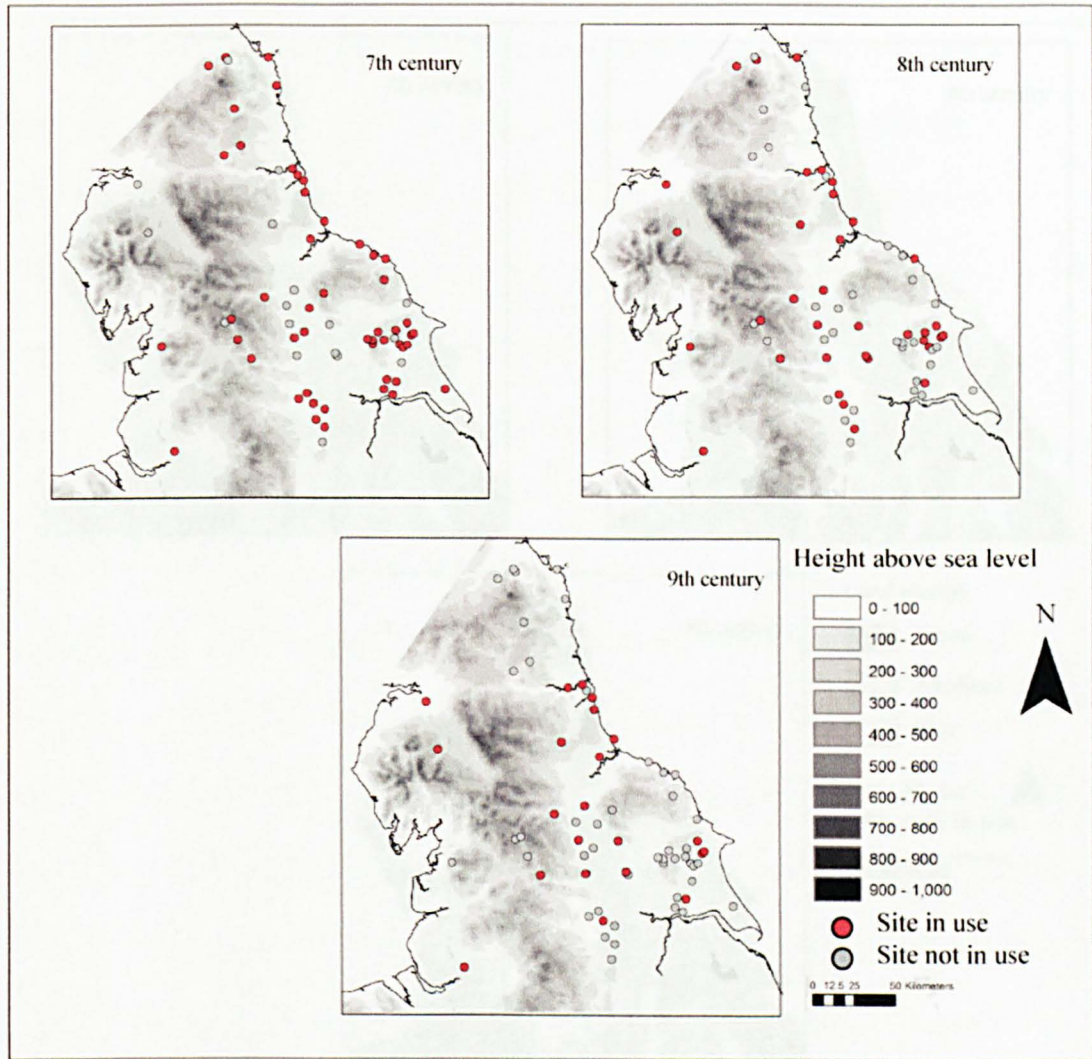 7th century
8th century
9th century
Height above sea level
0 - 100
100 - 200
200 - 300
300 - 400
400 - 500
500 - 600
600 - 700
700 - 800
800 - 900
900 - 1,000
N
Site in use
Site not in use
0 12.5 25 50 Kilometers